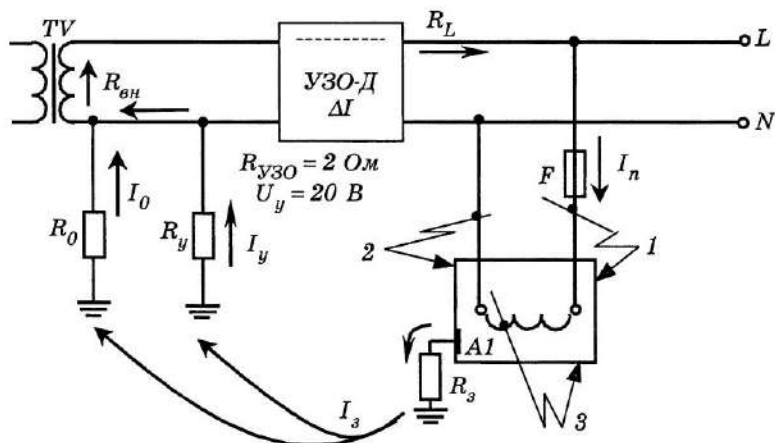 TV
R_L
L
R_вн
УЗО-Д
ΔI
N
R_УЗО = 2 Ом
U_у = 20 В
F
I_п
I_0
R_0
R_у
I_у
2
1
A1
R_з
I_з
3